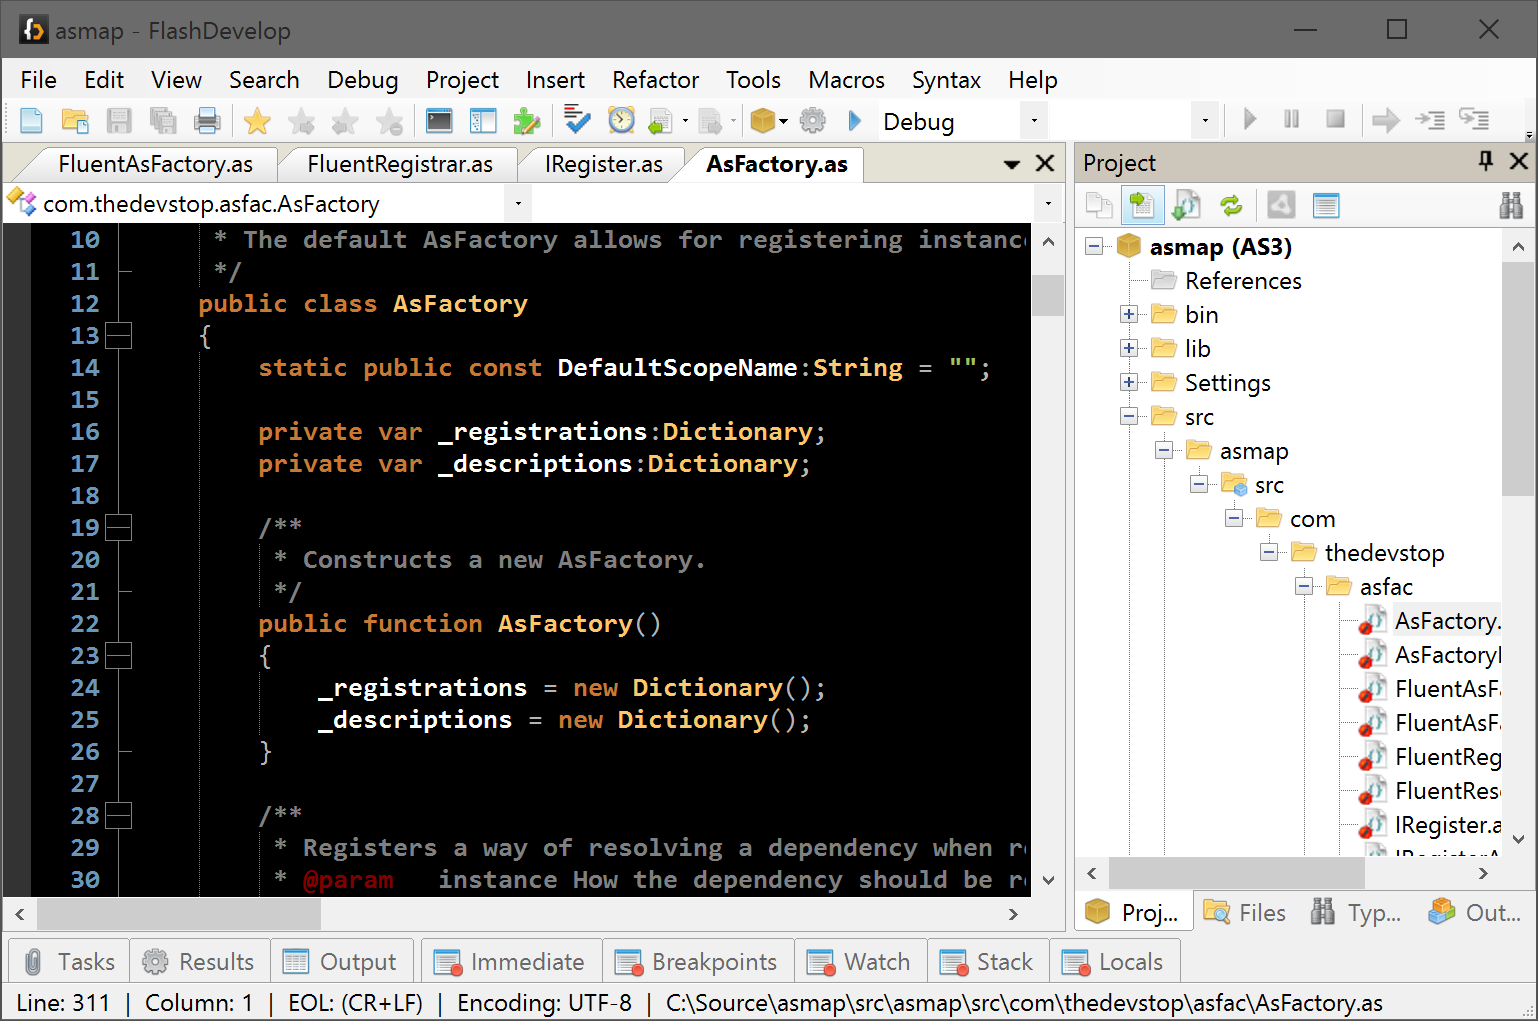 asmap - FlashDevelop
File Edit View Search Debug Project Insert Refactor Tools Macros Syntax Help
Debug
FluentAsFactory.as FluentRegistrar.as IRegister.as AsFactory.as
com.thedevstop.asfac.AsFactory
10 * The default AsFactory allows for registering instanc
11 */
12 public class AsFactory
13 {
14 static public const DefaultScopeName:String = "";
15
16 private var _registrations:Dictionary;
17 private var _descriptions:Dictionary;
18
19 /**
20 * Constructs a new AsFactory.
21 */
22 public function AsFactory()
23 {
24 _registrations = new Dictionary();
25 _descriptions = new Dictionary();
26 }
27
28 /**
29 * Registers a way of resolving a dependency when r
30 * @param instance How the dependency should be r
Project
asmap (AS3)
References
bin
lib
Settings
src
asmap
src
com
thedevstop
asfac
AsFactory.
AsFactory
FluentAsF
FluentAsF
FluentReg
FluentRes
IRegister.a
Proj... Files Typ... Out...
Tasks Results Output Immediate Breakpoints Watch Stack Locals
Line: 311 | Column: 1 | EOL: (CR+LF) | Encoding: UTF-8 | C:\Source\asmap\src\asmap\src\com\thedevstop\asfac\AsFactory.as